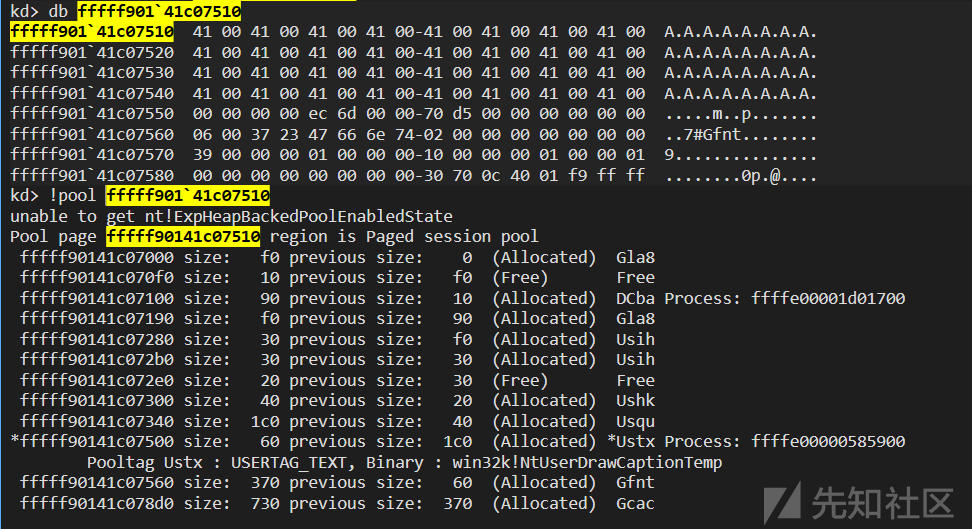 kd> db fffff901`41c07510
fffff901`41c07510  41 00 41 00 41 00 41 00-41 00 41 00 41 00 41 00  A.A.A.A.A.A.A.A.
fffff901`41c07520  41 00 41 00 41 00 41 00-41 00 41 00 41 00 41 00  A.A.A.A.A.A.A.A.
fffff901`41c07530  41 00 41 00 41 00 41 00-41 00 41 00 41 00 41 00  A.A.A.A.A.A.A.A.
fffff901`41c07540  41 00 41 00 41 00 41 00-41 00 41 00 41 00 41 00  A.A.A.A.A.A.A.A.
fffff901`41c07550  00 00 00 00 ec 6d 00 00-70 d5 00 00 00 00 00 00  .....m..p.......
fffff901`41c07560  06 00 37 23 47 66 6e 74-02 00 00 00 00 00 00 00  ..7#Gfnt........
fffff901`41c07570  39 00 00 00 01 00 00 00-10 00 00 00 01 00 00 01  9...............
fffff901`41c07580  00 00 00 00 00 00 00 00-30 70 0c 40 01 f9 ff ff  ........0p.@....
kd> !pool fffff901`41c07510
unable to get nt!ExpHeapBackedPoolEnabledState
Pool page fffff90141c07510 region is Paged session pool
fffff90141c07000 size:   f0 previous size:    0  (Allocated)  Gla8
fffff90141c070f0 size:   10 previous size:   f0  (Free)       Free
fffff90141c07100 size:   90 previous size:   10  (Allocated)  DCba Process: ffffe00001d01700
fffff90141c07190 size:   f0 previous size:   90  (Allocated)  Gla8
fffff90141c07280 size:   30 previous size:   f0  (Allocated)  Usih
fffff90141c072b0 size:   30 previous size:   30  (Allocated)  Usih
fffff90141c072e0 size:   20 previous size:   30  (Free)       Free
fffff90141c07300 size:   40 previous size:   20  (Allocated)  Ushk
fffff90141c07340 size:  1c0 previous size:   40  (Allocated)  Usqu
*fffff90141c07500 size:   60 previous size:  1c0  (Allocated) *Ustx Process: ffffe00000585900
Pooltag Ustx : USERTAG_TEXT, Binary : win32k!NtUserDrawCaptionTemp
fffff90141c07560 size:  370 previous size:   60  (Allocated)  Gfnt
fffff90141c078d0 size:  730 previous size:  370  (Allocated)  Gcac
先知社区